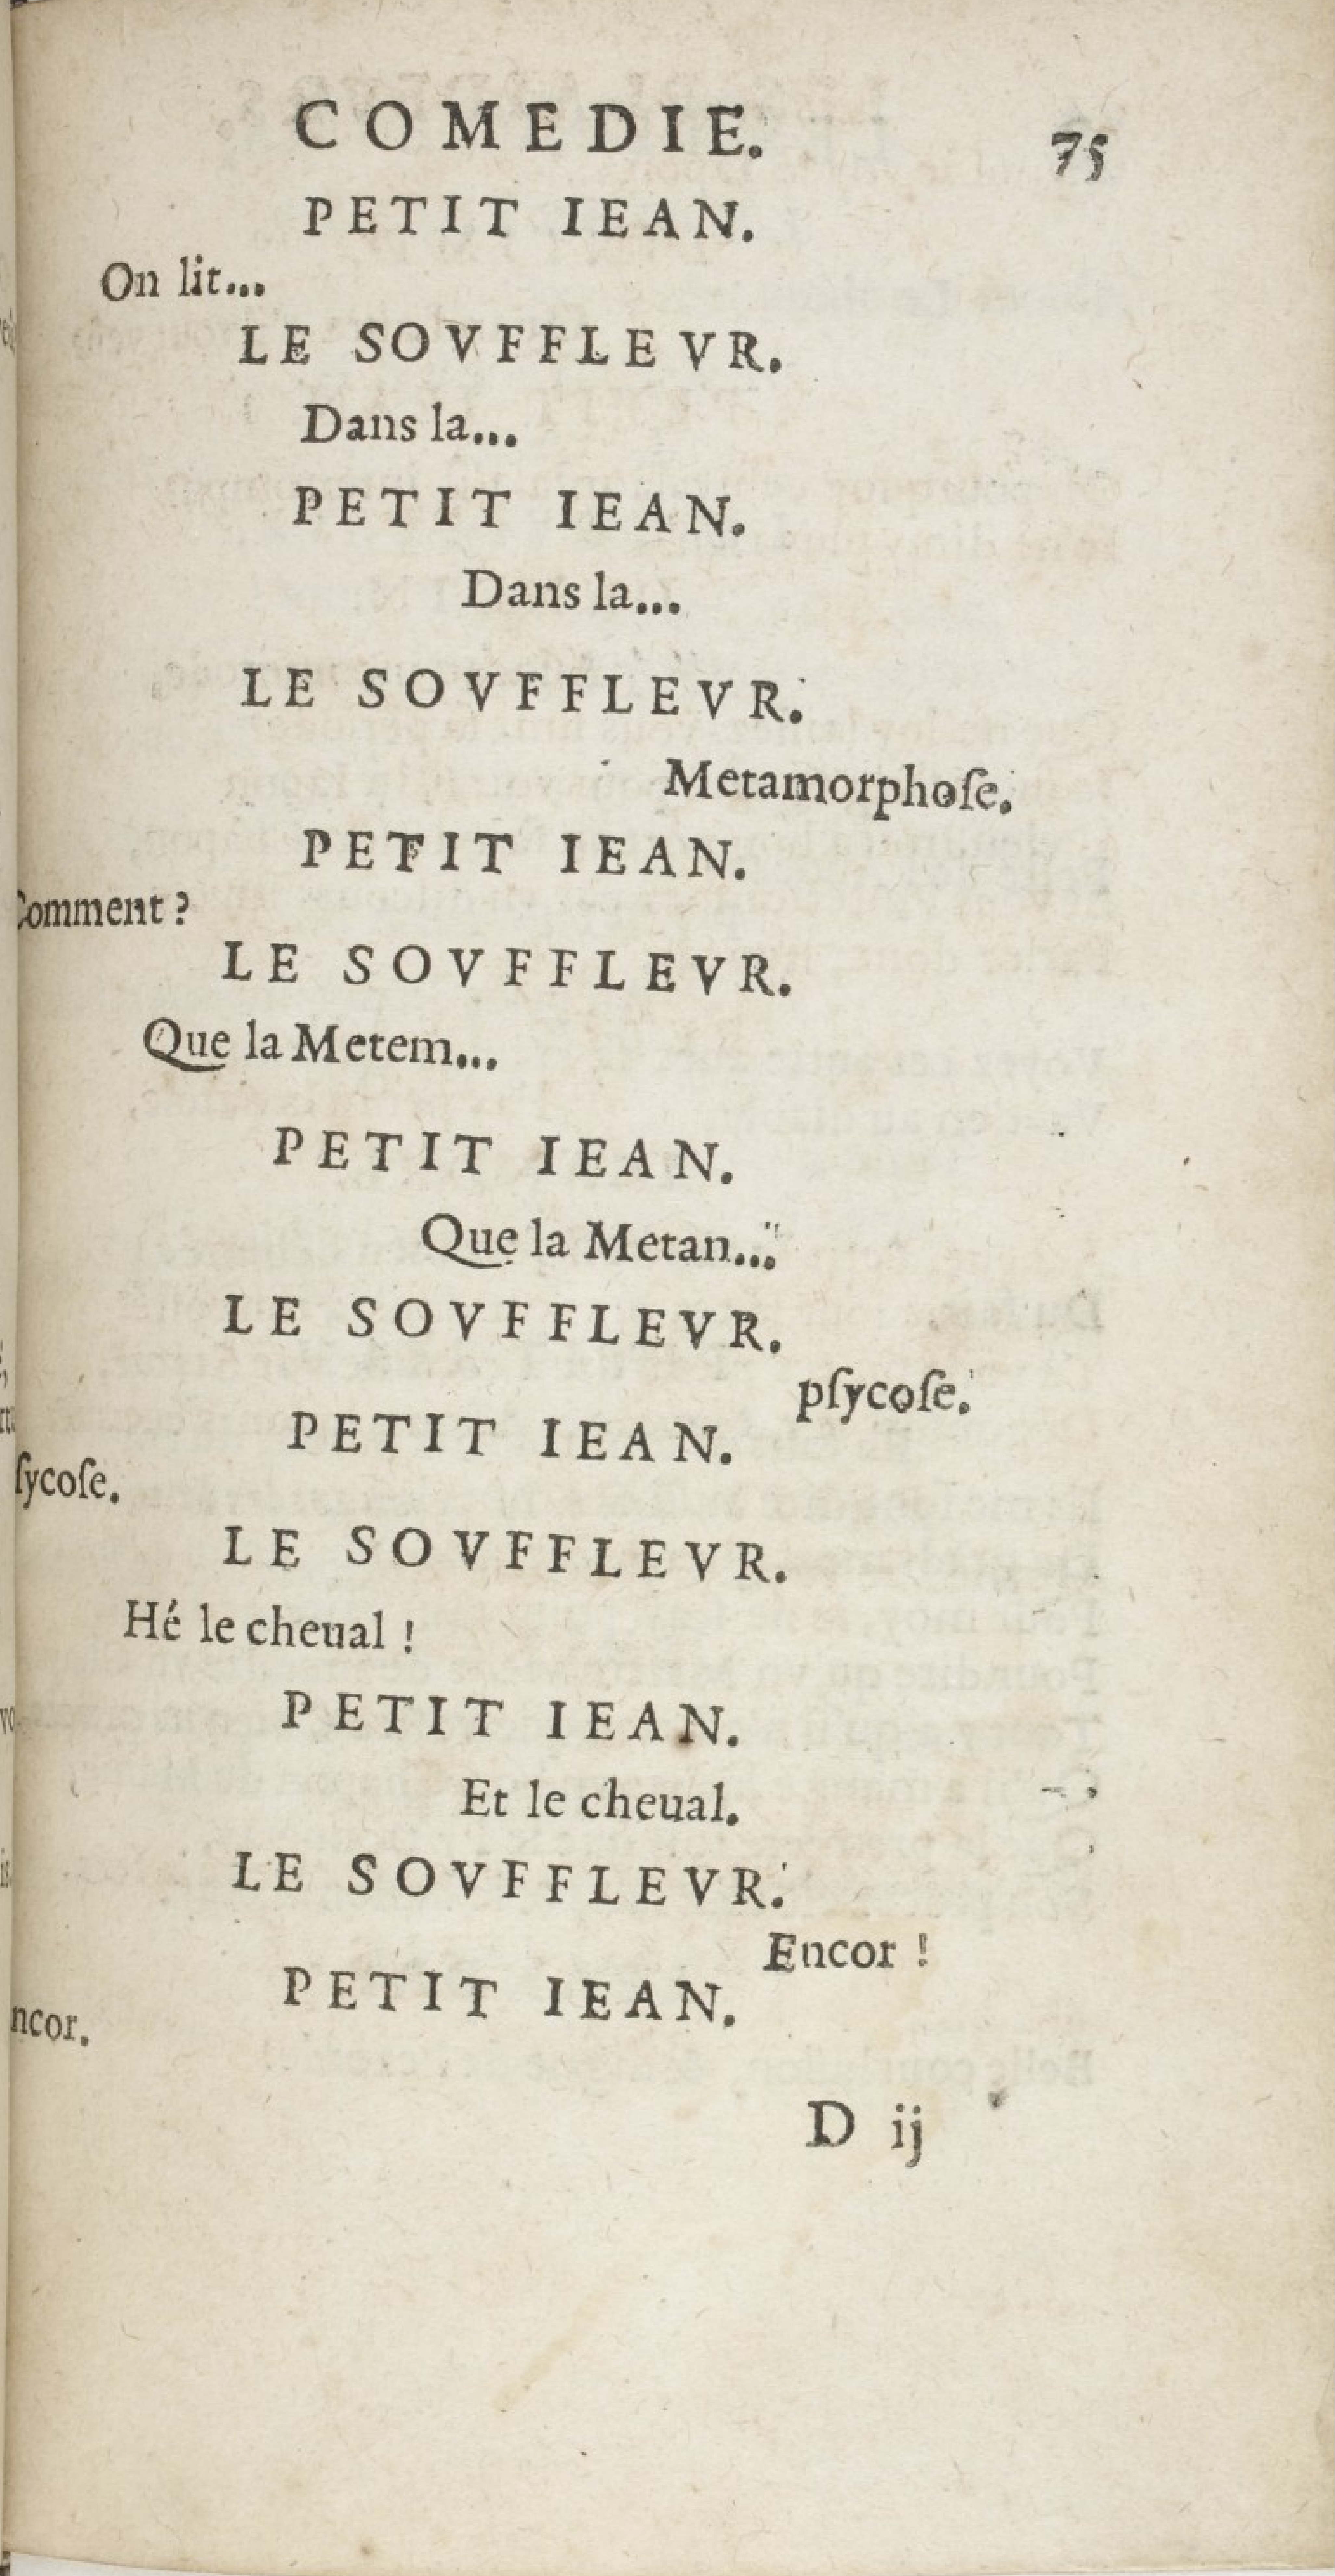 COMEDIE. 75
PETIT IEAN.
On lit...
LE SOVFFLEVR.
Dans la...
PETIT IEAN.
Dans la...
LE SOVFFLEVR.
Metamorphoſe.
PETIT IEAN.
Comment ?
LE SOVFFLEVR.
Que la Metem...
PETIT IEAN.
Que la Metan...
LE SOVFFLEVR.
pſycoſe.
PETIT IEAN.
ſycoſe.
LE SOVFFLEVR.
Hé le cheual !
PETIT IEAN.
Et le cheual.
LE SOVFFLEVR.
Encor !
PETIT IEAN.
ncor.
D ij